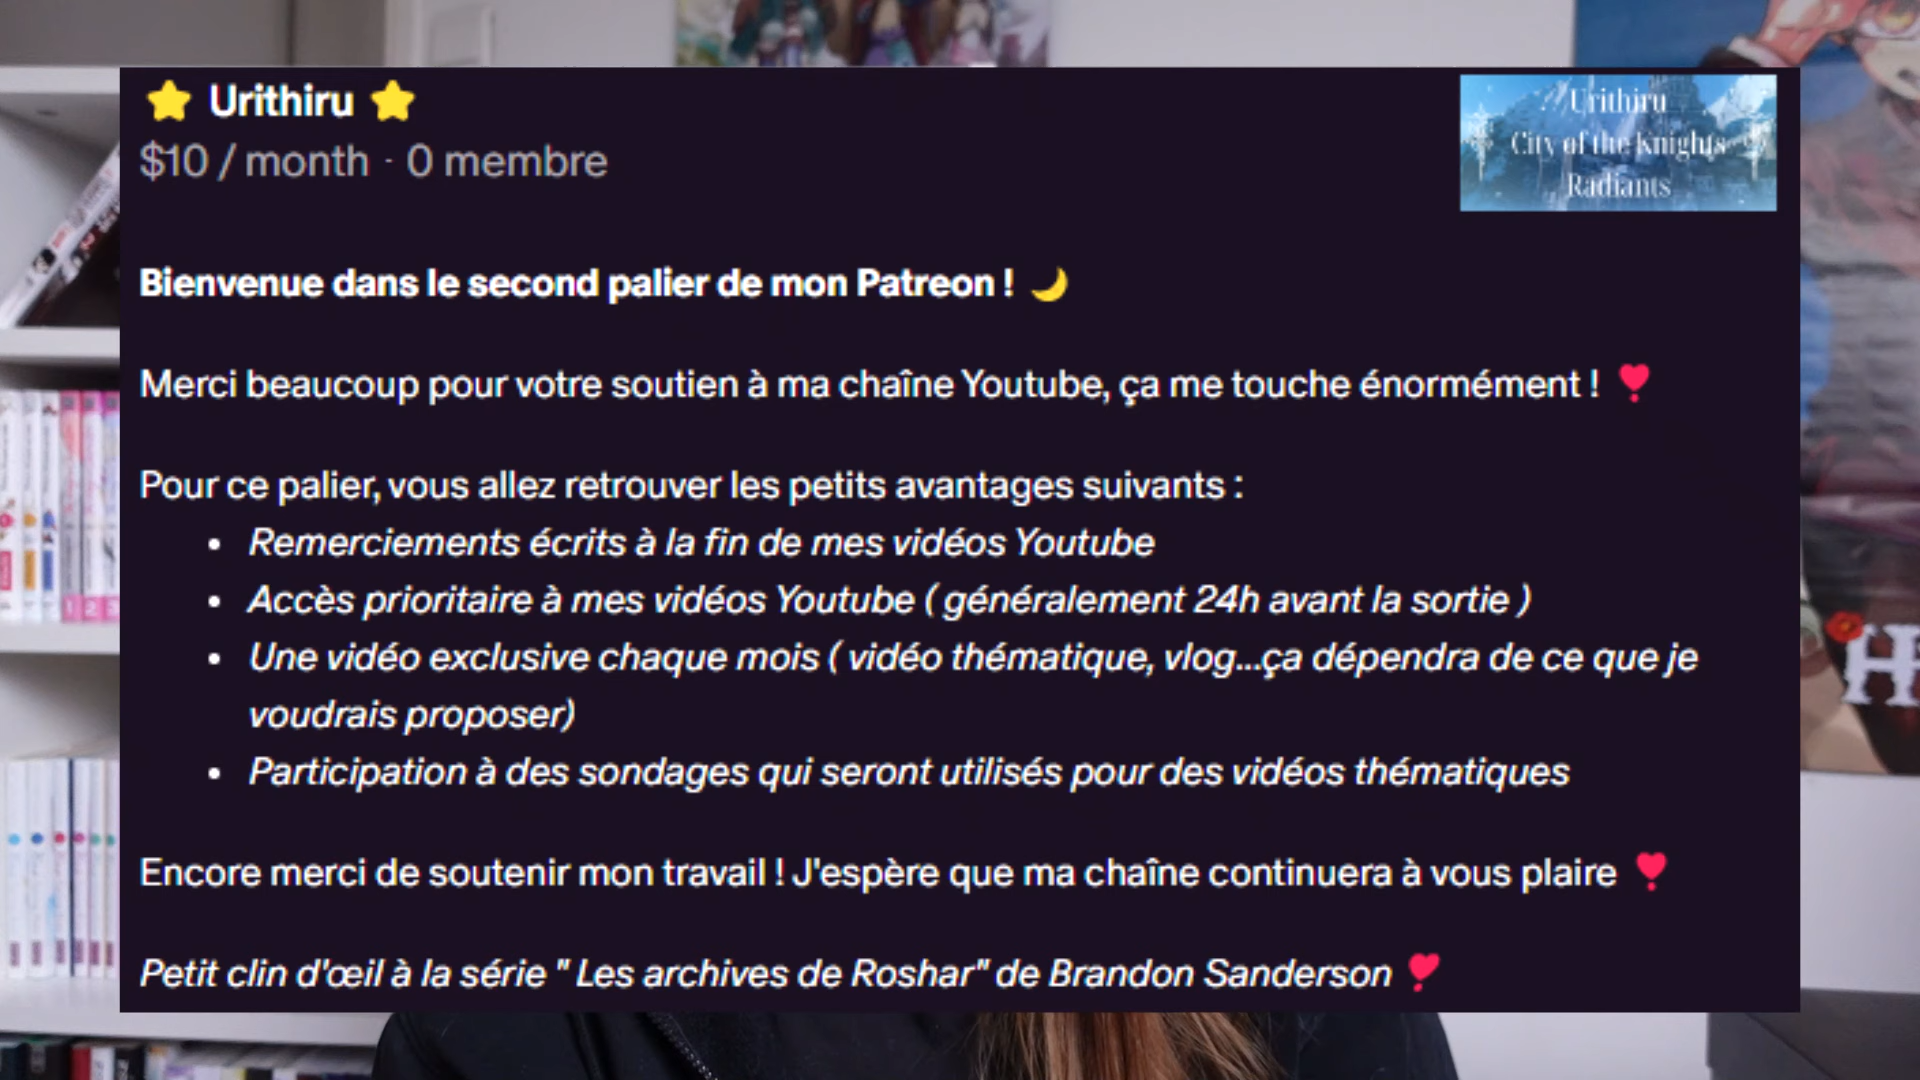 ⭐ Urithiru ⭐
$10 / month · 0 membre
Urithiru
City of the Knights
Radiants
Bienvenue dans le second palier de mon Patreon ! 🌙
Merci beaucoup pour votre soutien à ma chaîne Youtube, ça me touche énormément ! ❣️
Pour ce palier, vous allez retrouver les petits avantages suivants :
• Remerciements écrits à la fin de mes vidéos Youtube
• Accès prioritaire à mes vidéos Youtube ( généralement 24h avant la sortie )
• Une vidéo exclusive chaque mois ( vidéo thématique, vlog...ça dépendra de ce que je
voudrais proposer)
• Participation à des sondages qui seront utilisés pour des vidéos thématiques
Encore merci de soutenir mon travail ! J'espère que ma chaîne continuera à vous plaire ❣️
Petit clin d'œil à la série " Les archives de Roshar" de Brandon Sanderson ❣️